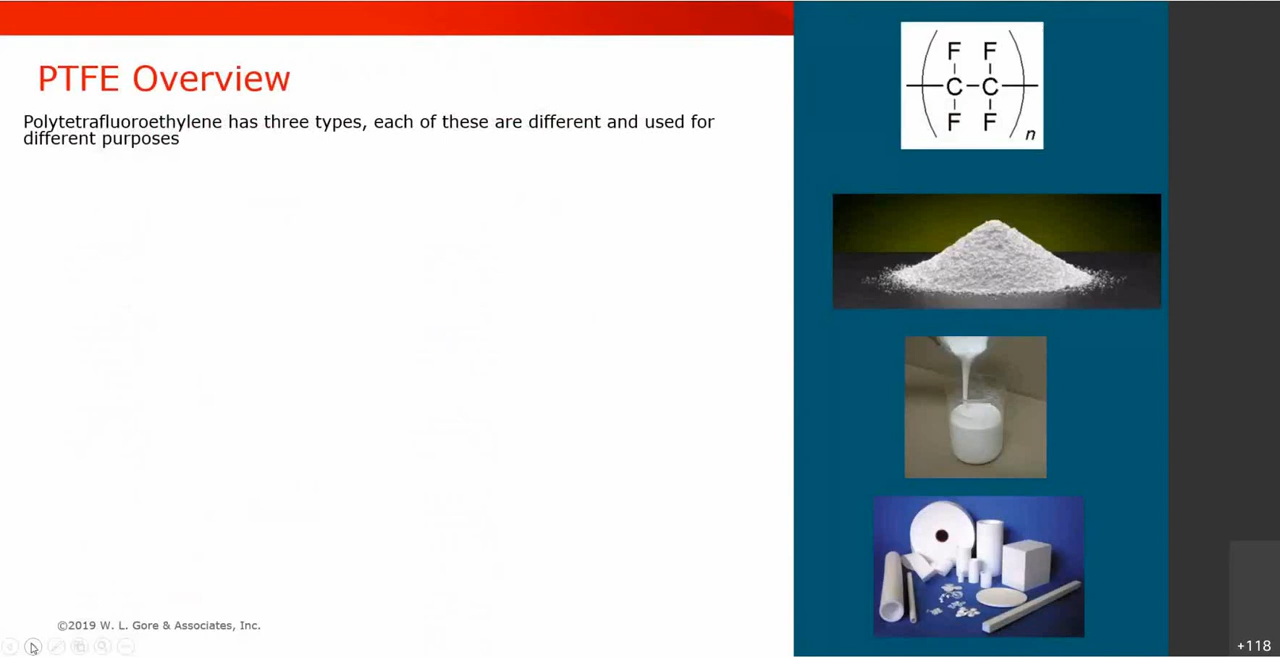 PTFE Overview
Polytetrafluoroethylene has three types, each of these are different and used for
different purposes
F F
C C
F F
n
©2019 W. L. Gore & Associates, Inc.
+118